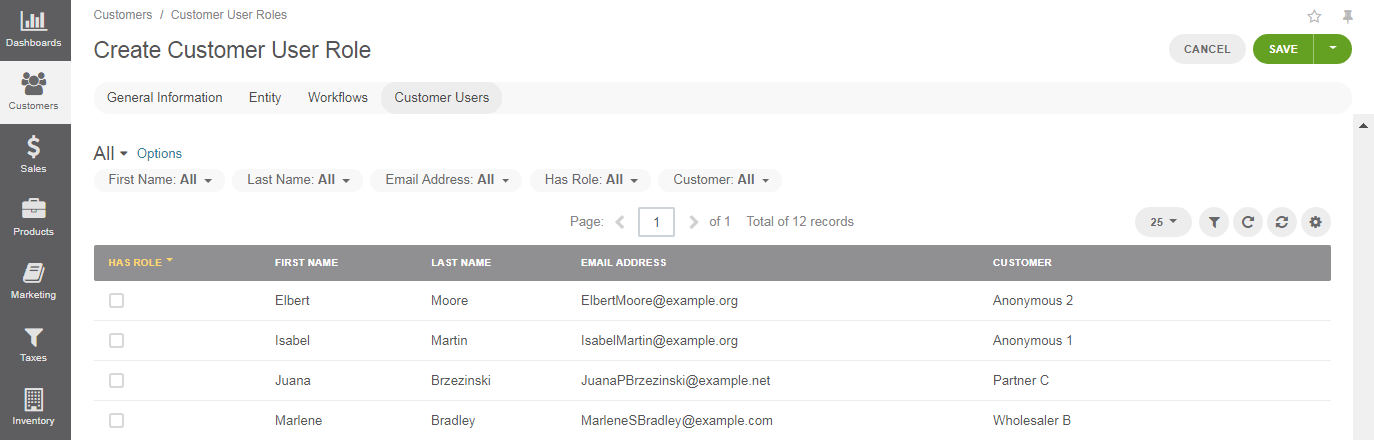 Dashboards
Customers
Sales
Products
Marketing
Taxes
Inventory
Customers / Customer User Roles
Create Customer User Role
CANCEL SAVE
General Information Entity Workflows Customer Users
All Options
First Name: All Last Name: All Email Address: All Has Role: All Customer: All
Page: 1 of 1 Total of 12 records 25
HAS ROLE FIRST NAME LAST NAME EMAIL ADDRESS CUSTOMER
Elbert Moore ElbertMoore@example.org Anonymous 2
Isabel Martin IsabelMartin@example.org Anonymous 1
Juana Brzezinski JuanaPBrzezinski@example.net Partner C
Marlene Bradley MarleneSBradley@example.com Wholesaler B